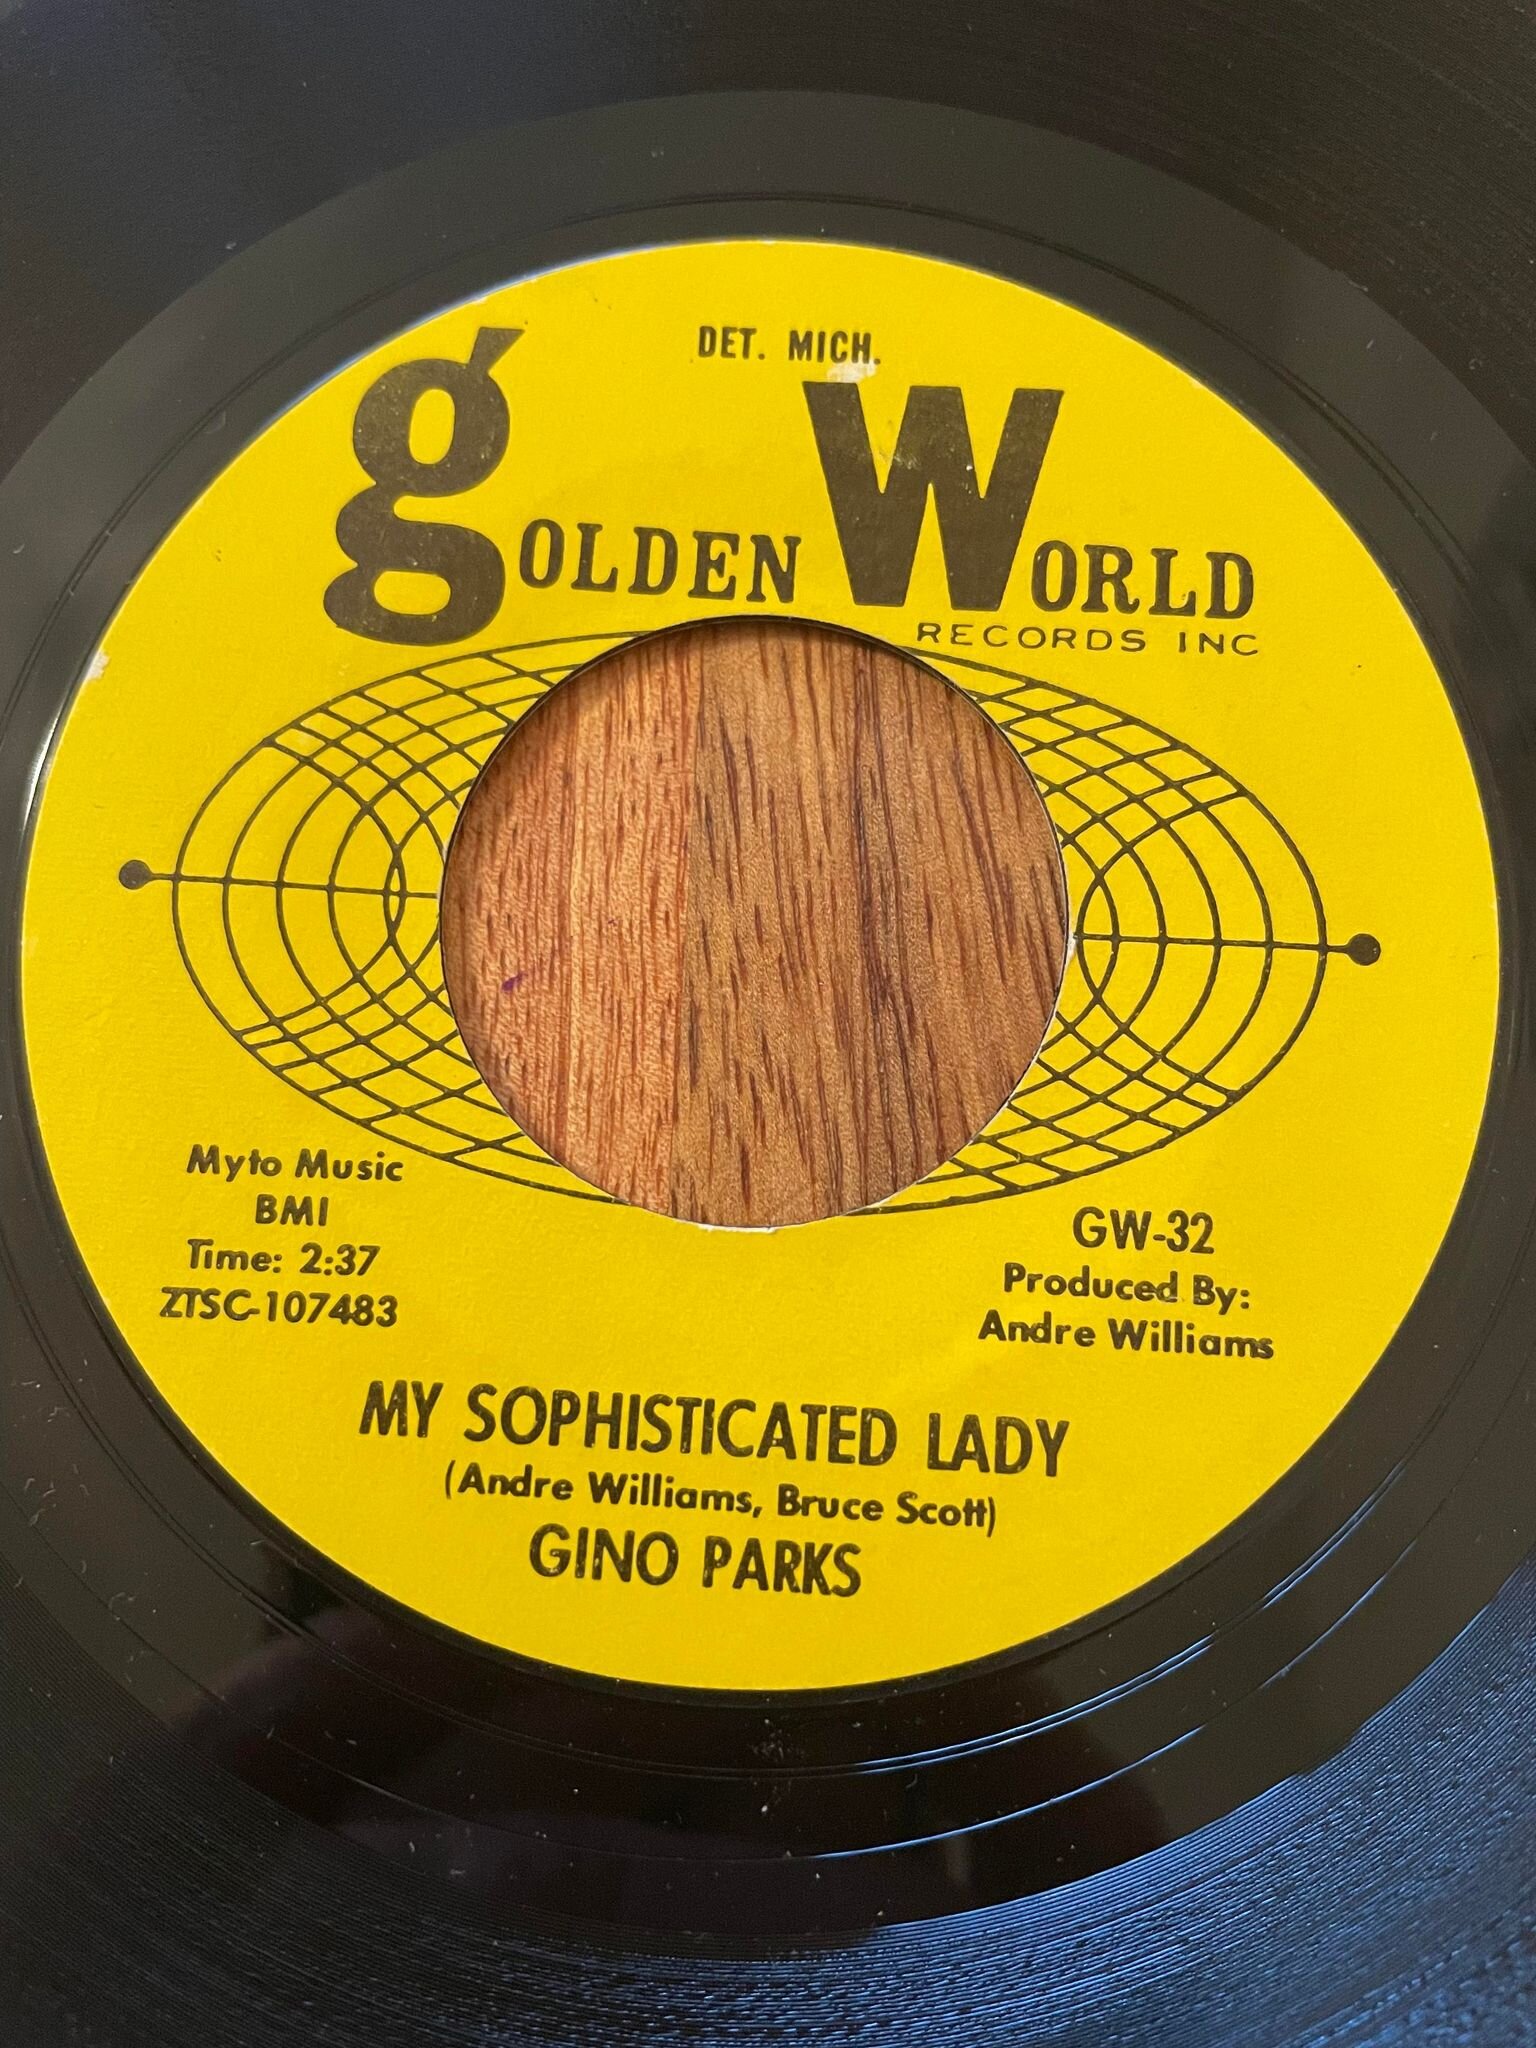 DET. MICH.
gOLDEN WORLD
RECORDS INC
Myto Music
BMI
Time: 2:37
ZTSC-107483
GW-32
Produced By:
Andre Williams
MY SOPHISTICATED LADY
(Andre Williams, Bruce Scott)
GINO PARKS